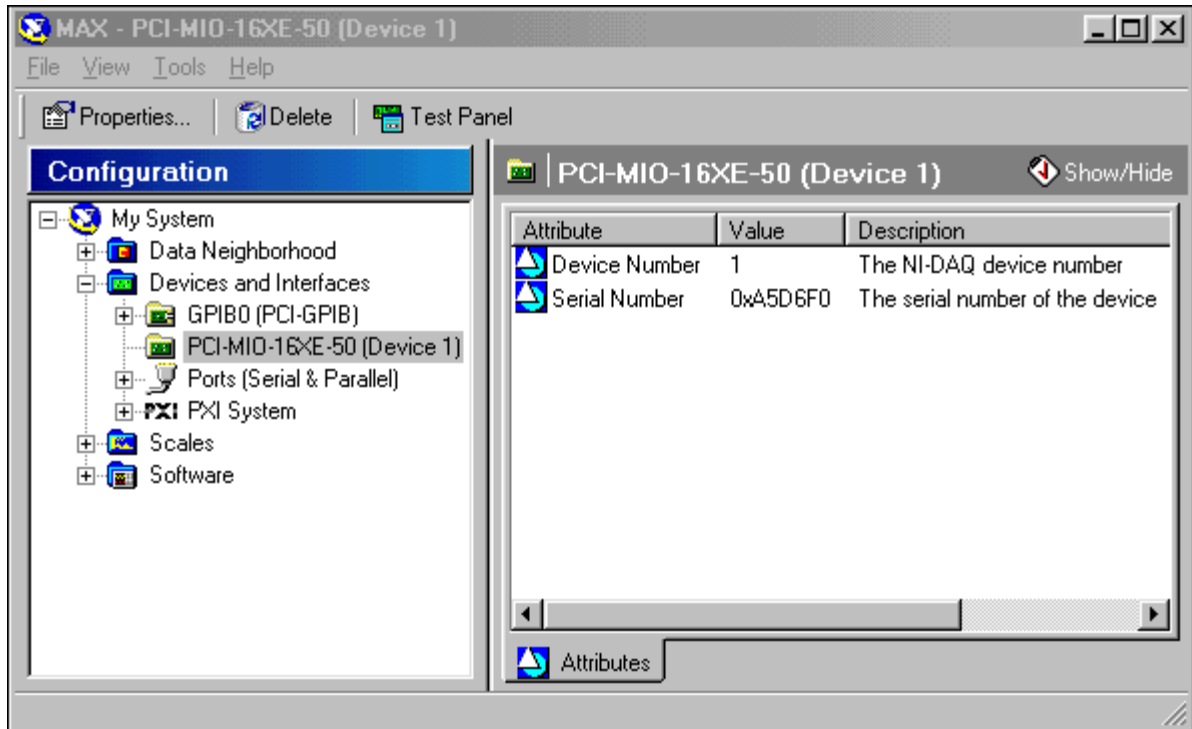 MAX - PCI-MIO-16XE-50 (Device 1)
File View Tools Help
Properties... Delete Test Panel
Configuration
My System
Data Neighborhood
Devices and Interfaces
GPIB0 (PCI-GPIB)
PCI-MIO-16XE-50 (Device 1)
Ports (Serial & Parallel)
PXI PXI System
Scales
Software
PCI-MIO-16XE-50 (Device 1) Show/Hide
Attribute Value Description
Device Number 1 The NI-DAQ device number
Serial Number 0xA5D6F0 The serial number of the device
Attributes